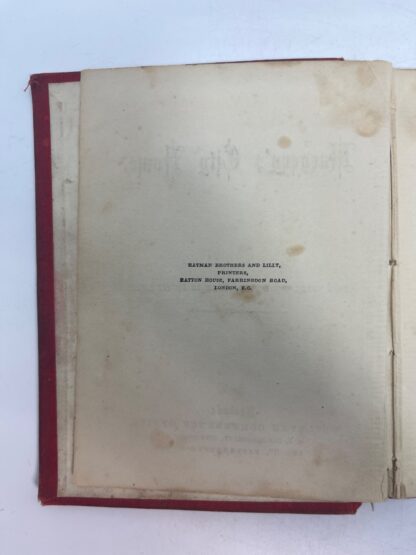 HAYMAN BROTHERS AND LILLY,
PRINTERS,
HATTON HOUSE, FARRINGDON ROAD,
LONDON, E.C.